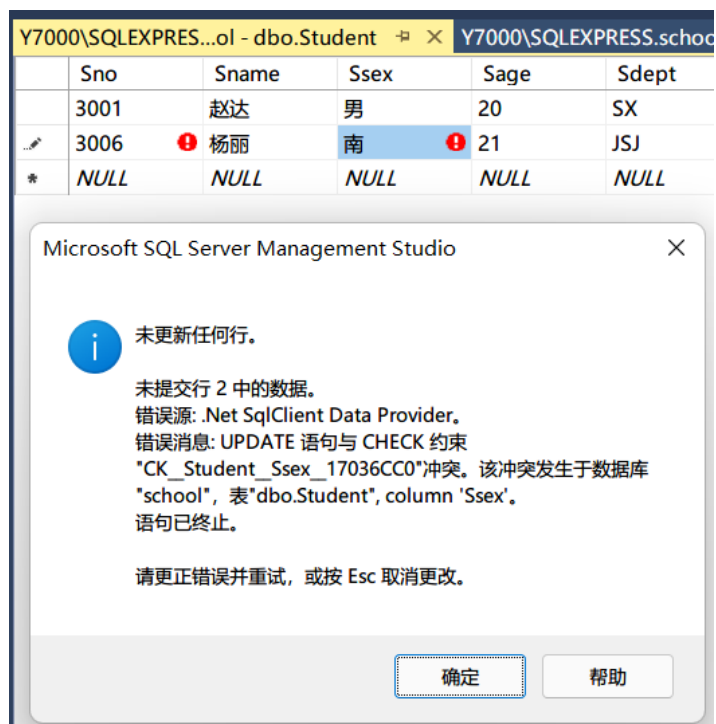 Y7000\SQLEXPRES...ol - dbo.Student Y7000\SQLEXPRESS.schoo
Sno Sname Ssex Sage Sdept
3001 赵达 男 20 SX
3006 杨丽 南 21 JSJ
NULL NULL NULL NULL NULL
Microsoft SQL Server Management Studio
未更新任何行。
未提交行 2 中的数据。
错误源: .Net SqlClient Data Provider。
错误消息: UPDATE 语句与 CHECK 约束
"CK__Student__Ssex__17036CC0"冲突。该冲突发生于数据库
"school"，表"dbo.Student", column 'Ssex'。
语句已终止。
请更正错误并重试，或按 Esc 取消更改。
确定 帮助